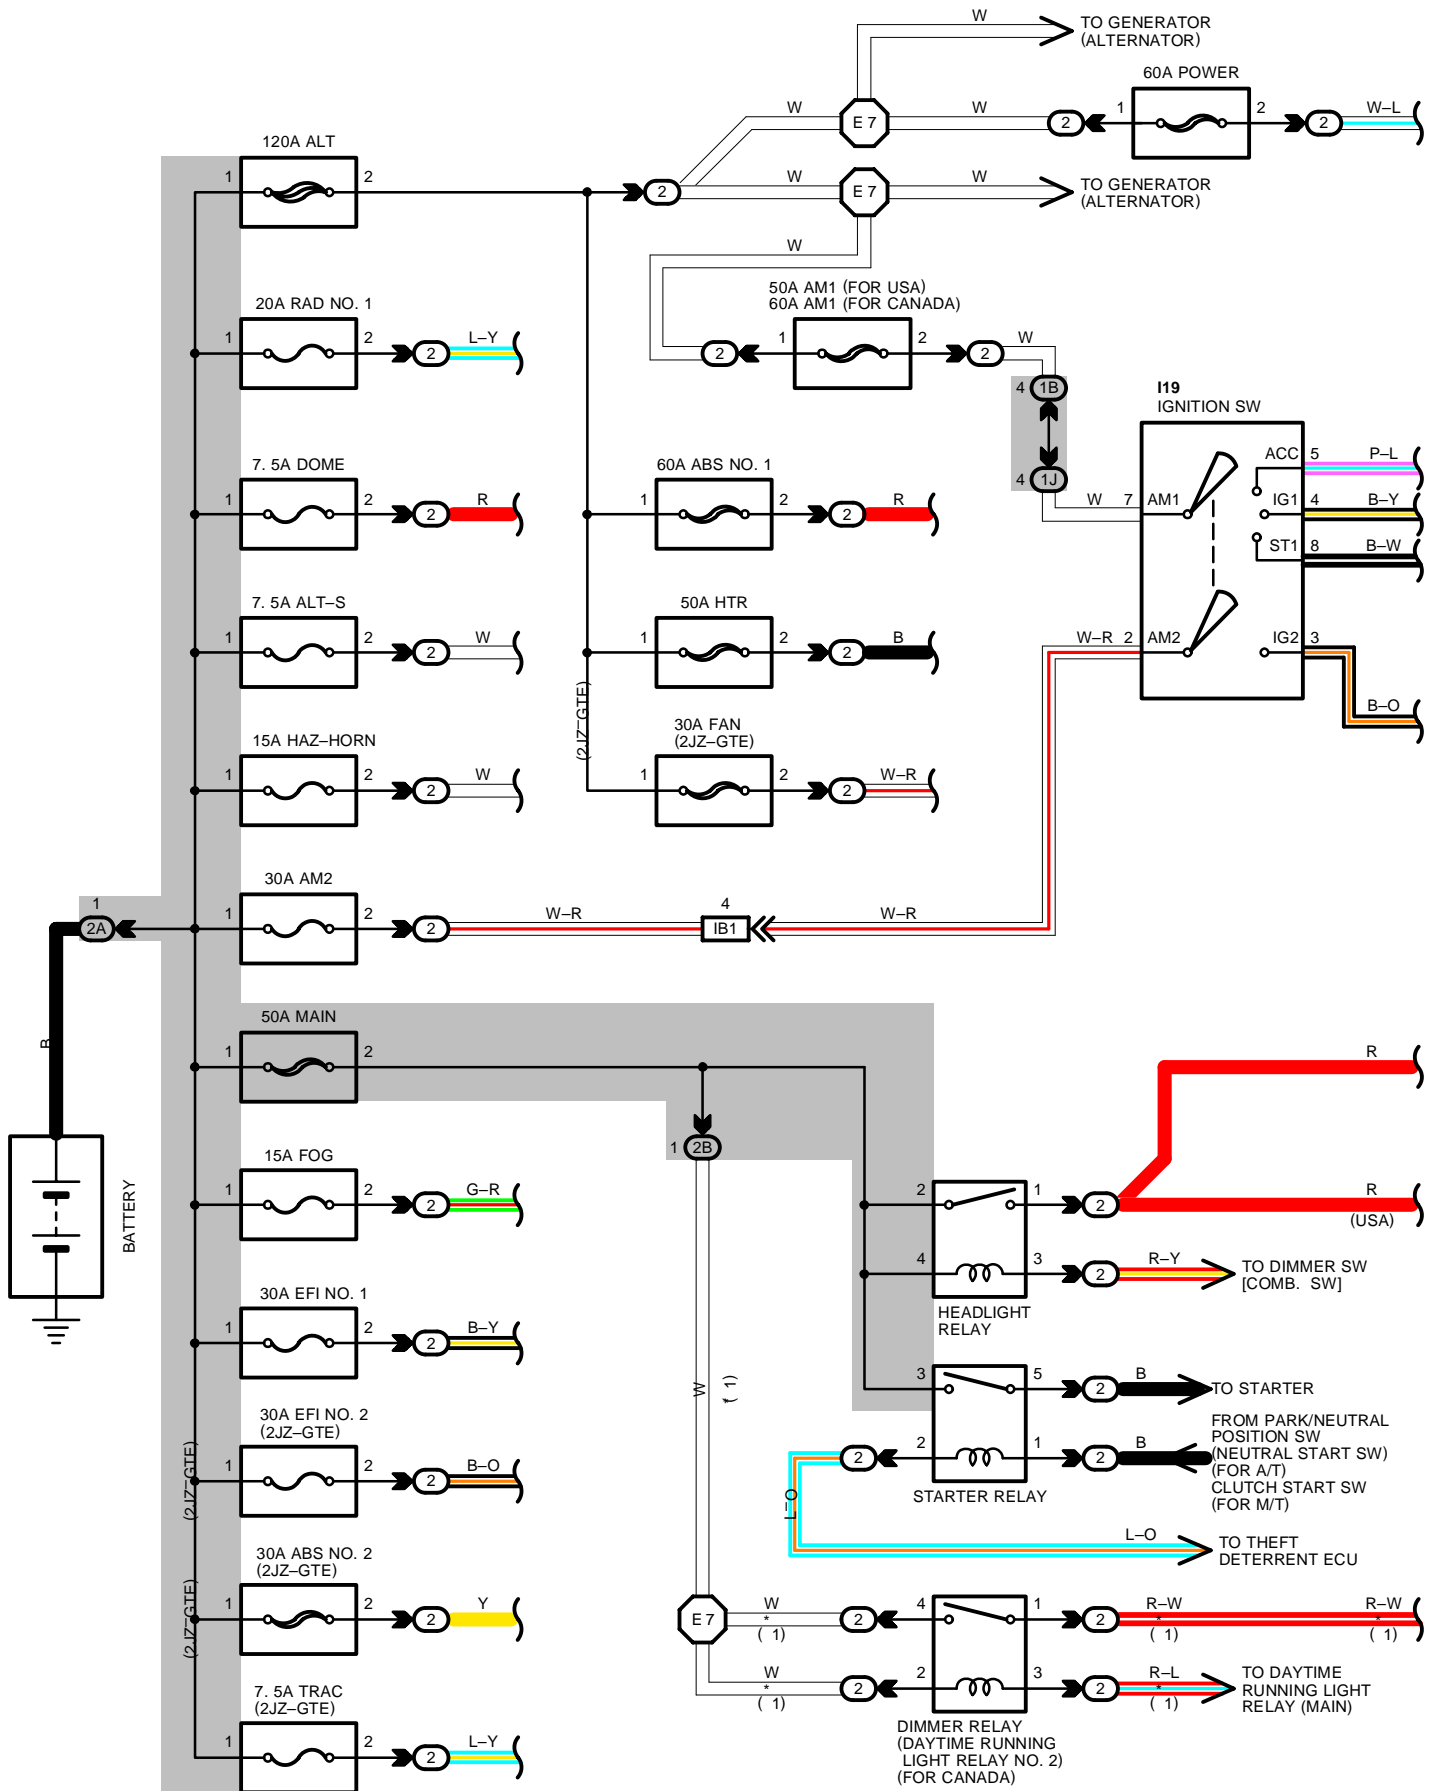 W
TO GENERATOR
(ALTERNATOR)
60A POWER
W
E 7
W
2
1
2
2
W–L
120A ALT
1
2
2
W
E 7
W
TO GENERATOR
(ALTERNATOR)
W
20A RAD NO. 1
1
2
2
L–Y
50A AM1 (FOR USA)
60A AM1 (FOR CANADA)
2
1
2
2
W
4 1B
4 1J
I19
IGNITION SW
W 7 AM1
ACC 5 P–L
IG1 4 B–Y
ST1 8 B–W
W–R 2 AM2
IG2 3
B–O
7. 5A DOME
1
2
2
R
60A ABS NO. 1
1
2
2
R
7. 5A ALT–S
1
2
2
W
50A HTR
1
2
2
B
(2JZ–GTE)
15A HAZ–HORN
1
2
2
W
30A FAN
(2JZ–GTE)
1
2
2
W–R
30A AM2
1
2A
1
2
2
W–R
4
IB1
W–R
B
BATTERY
50A MAIN
1
2
1 2B
R
15A FOG
1
2
2
G–R
2
1
2
R
(USA)
4
3
2
R–Y
TO DIMMER SW
[COMB. SW]
HEADLIGHT
RELAY
30A EFI NO. 1
1
2
2
B–Y
W
(*1)
3
5
2
B
TO STARTER
30A EFI NO. 2
(2JZ–GTE)
(2JZ–GTE)
1
2
2
B–O
2
2
1
2
B
FROM PARK/NEUTRAL
POSITION SW
(NEUTRAL START SW)
(FOR A/T)
CLUTCH START SW
(FOR M/T)
STARTER RELAY
L–O
L–O
TO THEFT
DETERRENT ECU
30A ABS NO. 2
(2JZ–GTE)
(2JZ–GTE)
1
2
2
Y
E 7
W
(*1)
2
4
1
2
R–W
(*1)
R–W
(*1)
W
(*1)
2
2
3
2
R–L
(*1)
TO DAYTIME
RUNNING LIGHT
RELAY (MAIN)
DIMMER RELAY
(DAYTIME RUNNING
LIGHT RELAY NO. 2)
(FOR CANADA)
7. 5A TRAC
(2JZ–GTE)
1
2
2
L–Y